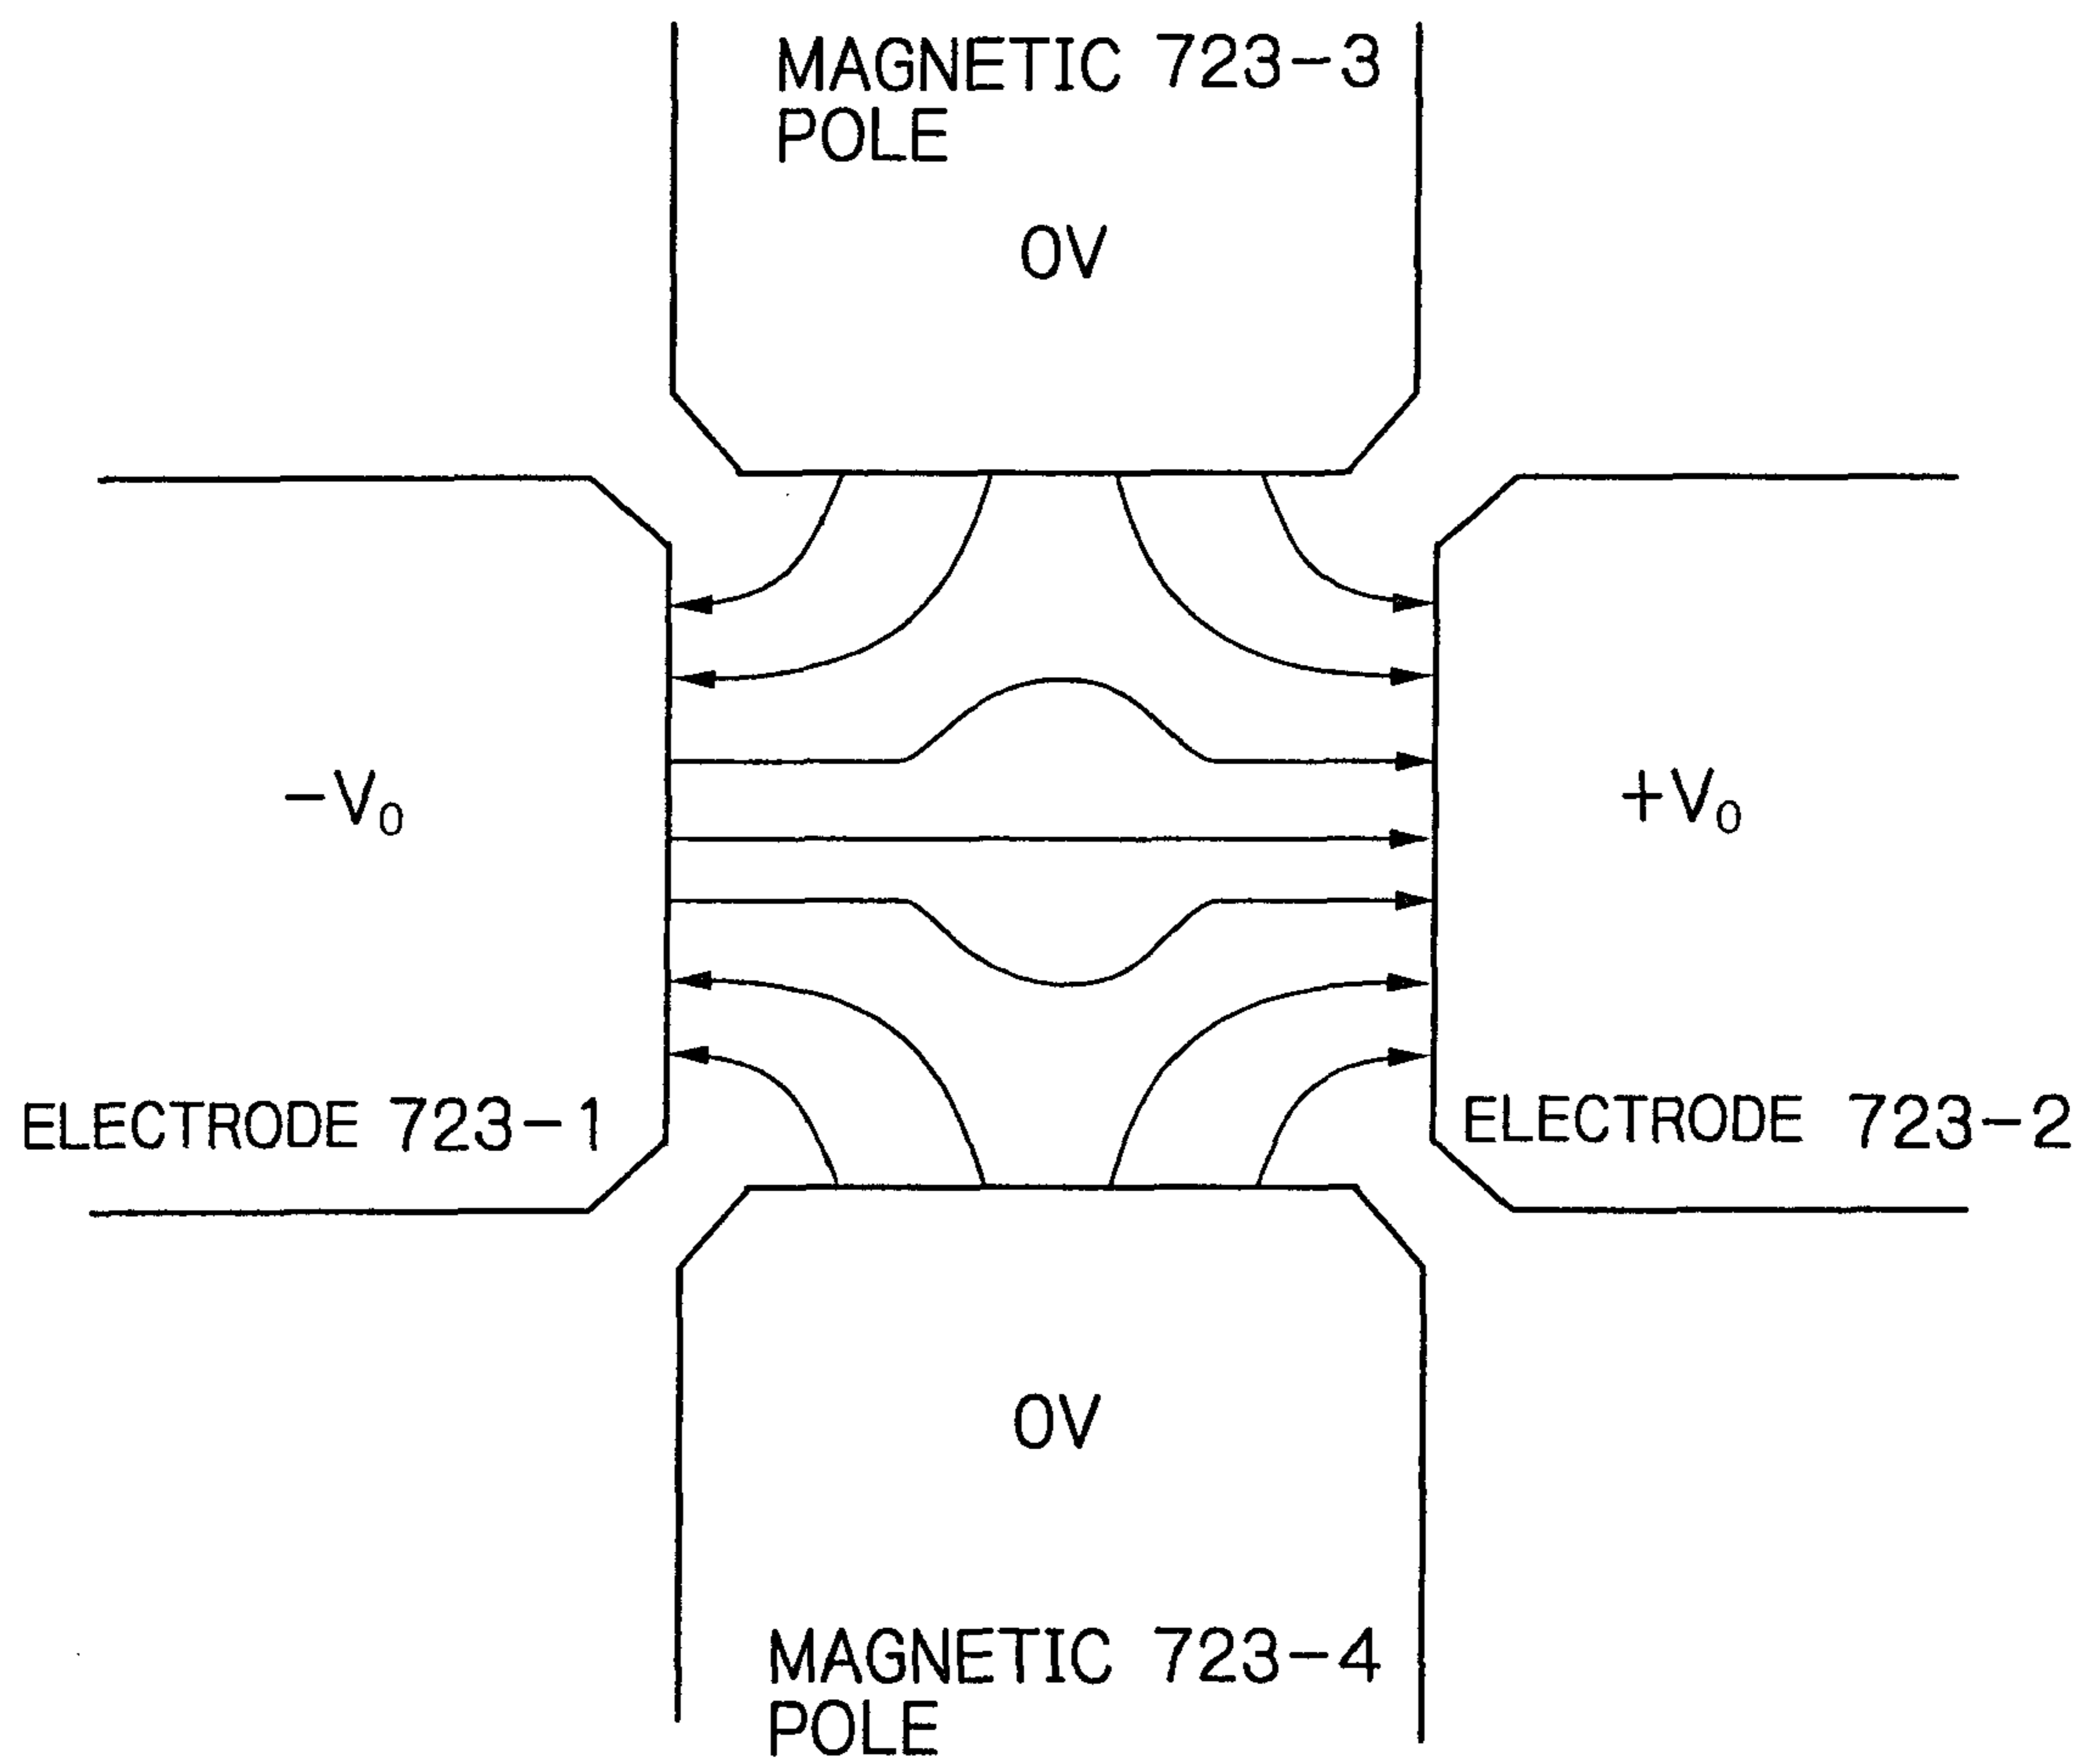 MAGNETIC 723-3
POLE
0V
-V₀
+V₀
ELECTRODE 723-1
ELECTRODE 723-2
0V
MAGNETIC 723-4
POLE